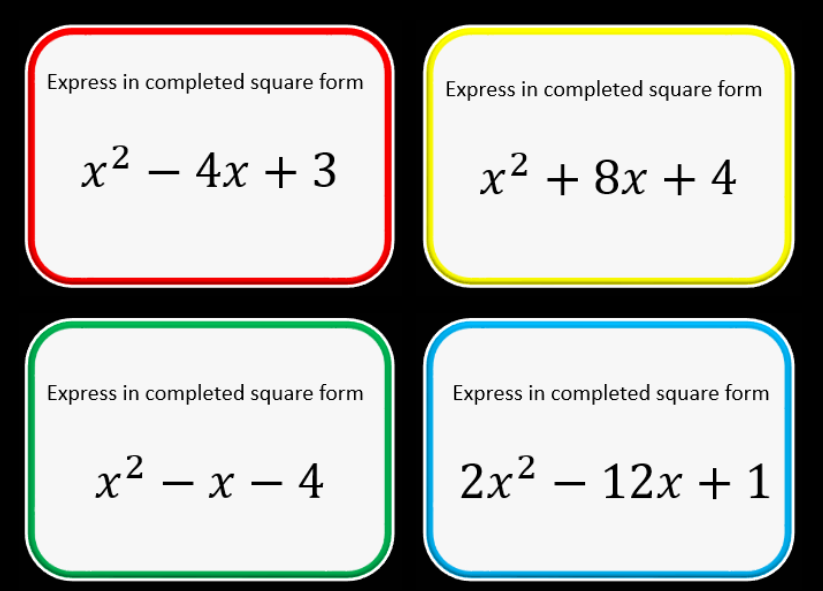 Express in completed square form
x² − 4x + 3
Express in completed square form
x² + 8x + 4
Express in completed square form
x² − x − 4
Express in completed square form
2x² − 12x + 1